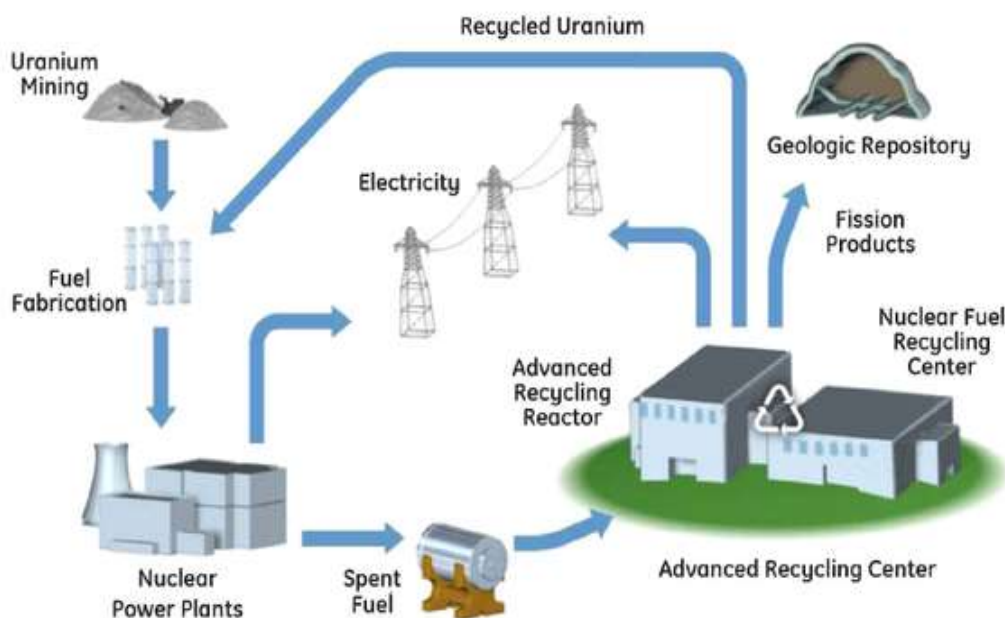 Recycled Uranium
Uranium
Mining
Geologic Repository
Electricity
Fission
Products
Fuel
Fabrication
Nuclear Fuel
Recycling
Center
Advanced
Recycling
Reactor
Nuclear
Power Plants
Spent
Fuel
Advanced Recycling Center